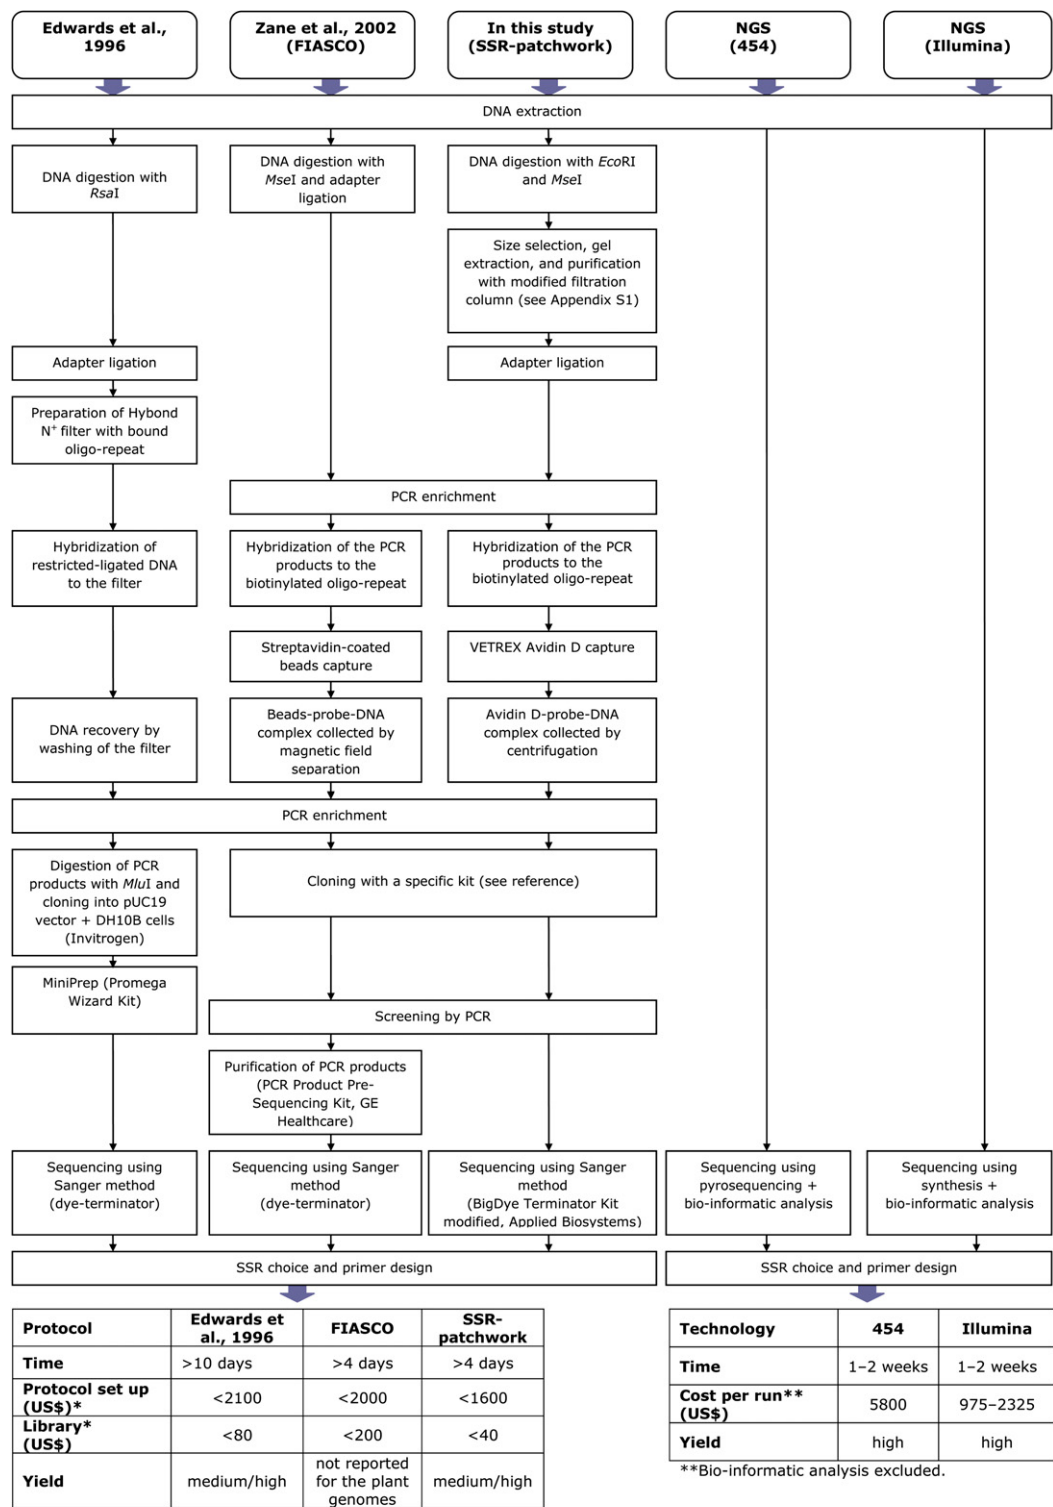 Edwards et al.,
1996
Zane et al., 2002
(FIASCO)
In this study
(SSR-patchwork)
NGS
(454)
NGS
(Illumina)
DNA extraction
DNA digestion with
RsaI
DNA digestion with
MseI and adapter
ligation
DNA digestion with EcoRI
and MseI
Size selection, gel
extraction, and purification
with modified filtration
column (see Appendix S1)
Adapter ligation
Adapter ligation
Preparation of Hybond
N+ filter with bound
oligo-repeat
PCR enrichment
Hybridization of
restricted-ligated DNA
to the filter
Hybridization of the PCR
products to the
biotinylated oligo-repeat
Hybridization of the PCR
products to the
biotinylated oligo-repeat
Streptavidin-coated
beads capture
VETREX Avidin D capture
DNA recovery by
washing of the filter
Beads-probe-DNA
complex collected by
magnetic field
separation
Avidin D-probe-DNA
complex collected by
centrifugation
PCR enrichment
Digestion of PCR
products with MluI and
cloning into pUC19
vector + DH10B cells
(Invitrogen)
Cloning with a specific kit (see reference)
MiniPrep (Promega
Wizard Kit)
Screening by PCR
Purification of PCR products
(PCR Product Pre-
Sequencing Kit, GE
Healthcare)
Sequencing using
Sanger method
(dye-terminator)
Sequencing using Sanger
method
(dye-terminator)
Sequencing using Sanger
method
(BigDye Terminator Kit
modified, Applied Biosystems)
Sequencing using
pyrosequencing +
bio-informatic analysis
Sequencing using
synthesis +
bio-informatic analysis
SSR choice and primer design
SSR choice and primer design
Protocol
Edwards et
al., 1996
FIASCO
SSR-
patchwork
Time
>10 days
>4 days
>4 days
Protocol set up
(US$)*
<2100
<2000
<1600
Library*
(US$)
<80
<200
<40
Yield
medium/high
not reported
for the plant
genomes
medium/high
Technology
454
Illumina
Time
1–2 weeks
1–2 weeks
Cost per run**
(US$)
5800
975–2325
Yield
high
high
**Bio-informatic analysis excluded.